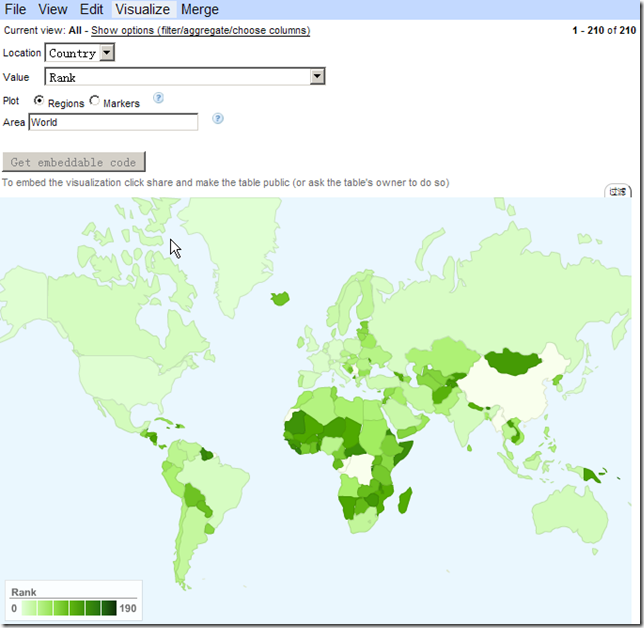 File View Edit Visualize Merge
Current view: All - Show options (filter/aggregate/choose columns) 1 - 210 of 210
Location Country
Value Rank
Plot Regions Markers ?
Area World ?
Get embeddable code
To embed the visualization click share and make the table public (or ask the table's owner to do so)
Rank
0 190